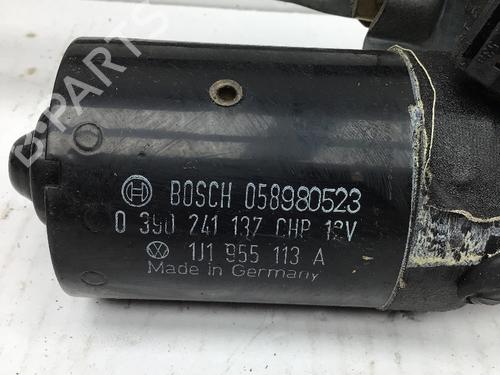 B-PARTS
BOSCH 058980523
0 390 241 137 CHP 12V
1J1 955 113 A
Made in Germany